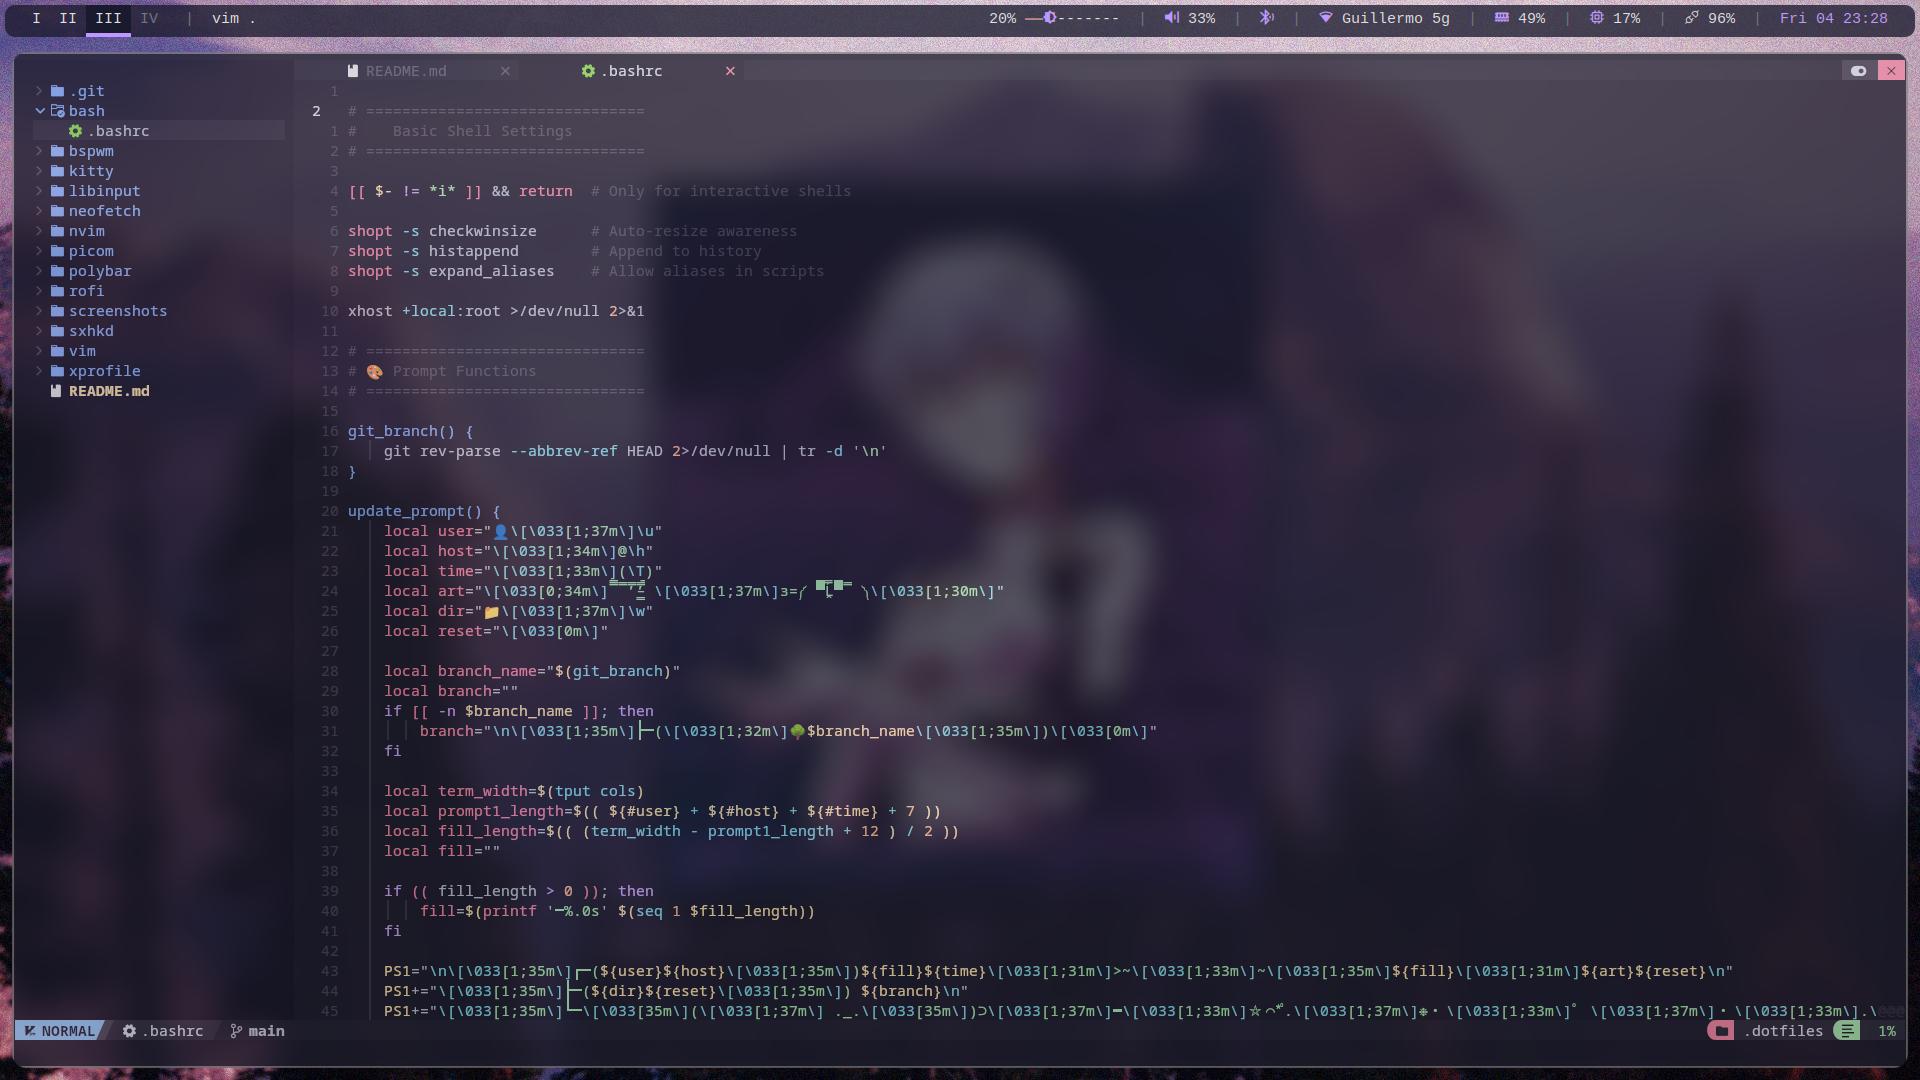 I II III IV | vim . 20% ------- | 33% | | Guillermo 5g | 49% | 17% | 96% | Fri 04 23:28
README.md × .bashrc ×
.git
bash
.bashrc
bspwm
kitty
libinput
neofetch
nvim
picom
polybar
rofi
screenshots
sxhkd
vim
xprofile
README.md
1
2 # ===============================
1 #    Basic Shell Settings
2 # ===============================
3
4 [[ $- != *i* ]] && return  # Only for interactive shells
5
6 shopt -s checkwinsize      # Auto-resize awareness
7 shopt -s histappend        # Append to history
8 shopt -s expand_aliases    # Allow aliases in scripts
9
10 xhost +local:root >/dev/null 2>&1
11
12 # ===============================
13 # 🎨 Prompt Functions
14 # ===============================
15
16 git_branch() {
17     git rev-parse --abbrev-ref HEAD 2>/dev/null | tr -d '\n'
18 }
19
20 update_prompt() {
21     local user="👤\[\033[1;37m\]\u"
22     local host="\[\033[1;34m\]@\h"
23     local time="\[\033[1;33m\](\T)"
24     local art="\[\033[0;34m\] \[\033[1;37m\] \[\033[1;30m\]"
25     local dir="📁\[\033[1;37m\]\w"
26     local reset="\[\033[0m\]"
27
28     local branch_name="$(git_branch)"
29     local branch=""
30     if [[ -n $branch_name ]]; then
31         branch="\n\[\033[1;35m\]├─(\[\033[1;32m\]🌳$branch_name\[\033[1;35m\])\[\033[0m\]"
32     fi
33
34     local term_width=$(tput cols)
35     local prompt1_length=$(( ${#user} + ${#host} + ${#time} + 7 ))
36     local fill_length=$(( (term_width - prompt1_length + 12 ) / 2 ))
37     local fill=""
38
39     if (( fill_length > 0 )); then
40         fill=$(printf '─%.0s' $(seq 1 $fill_length))
41     fi
42
43     PS1="\n\[\033[1;35m\]┌─(${user}${host}\[\033[1;35m\])${fill}${time}\[\033[1;31m\]>~\[\033[1;33m\]~\[\033[1;35m\]${fill}\[\033[1;31m\]${art}${reset}\n"
44     PS1+="\[\033[1;35m\]├─(${dir}${reset}\[\033[1;35m\]) ${branch}\n"
45     PS1+="\[\033[1;35m\]└─\[\033[35m\](\[\033[1;37m\] ._.\[\033[35m\])⊃\[\033[1;37m\]━\[\033[1;33m\]☆ .\[\033[1;37m\] \[\033[1;33m\]ﾟ \[\033[1;37m\]・\[\033[1;33m\].\@@@
NORMAL .bashrc main .dotfiles 1%